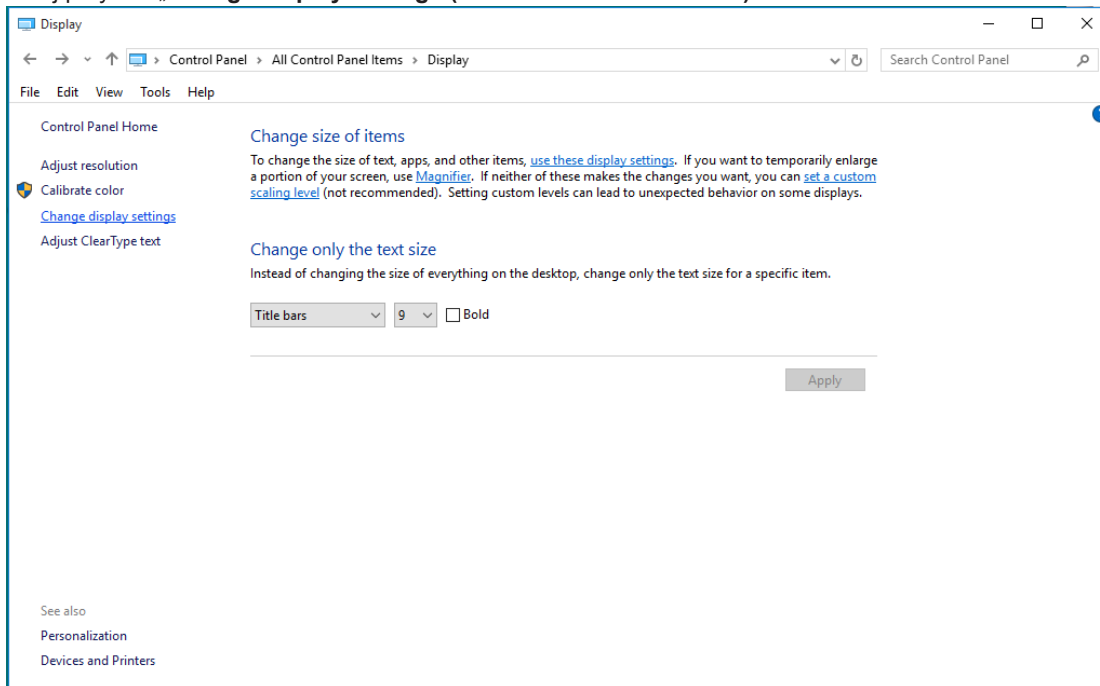 Display
Control Panel > All Control Panel Items > Display
Search Control Panel
File Edit View Tools Help
Control Panel Home
Adjust resolution
Calibrate color
Change display settings
Adjust ClearType text
Change size of items
To change the size of text, apps, and other items, use these display settings. If you want to temporarily enlarge
a portion of your screen, use Magnifier. If neither of these makes the changes you want, you can set a custom
scaling level (not recommended). Setting custom levels can lead to unexpected behavior on some displays.
Change only the text size
Instead of changing the size of everything on the desktop, change only the text size for a specific item.
Title bars 9 Bold
Apply
See also
Personalization
Devices and Printers